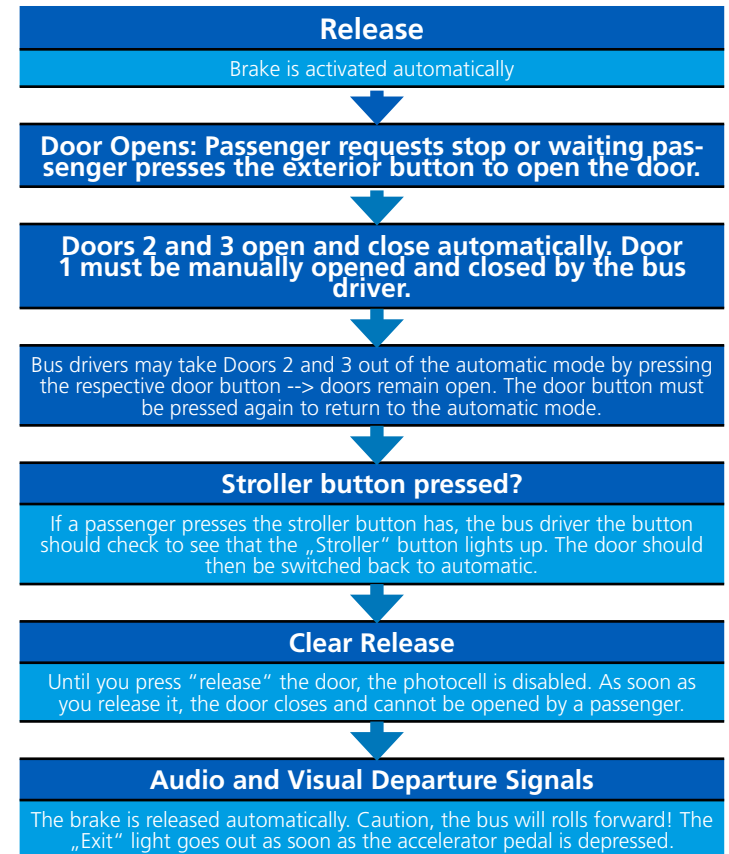 Release
Brake is activated automatically
Door Opens: Passenger requests stop or waiting pas-
senger presses the exterior button to open the door.
Doors 2 and 3 open and close automatically. Door
1 must be manually opened and closed by the bus
driver.
Bus drivers may take Doors 2 and 3 out of the automatic mode by pressing
the respective door button --> doors remain open. The door button must
be pressed again to return to the automatic mode.
Stroller button pressed?
If a passenger presses the stroller button has, the bus driver the button
should check to see that the „Stroller“ button lights up. The door should
then be switched back to automatic.
Clear Release
Until you press “release“ the door, the photocell is disabled. As soon as
you release it, the door closes and cannot be opened by a passenger.
Audio and Visual Departure Signals
The brake is released automatically. Caution, the bus will rolls forward! The
„Exit“ light goes out as soon as the accelerator pedal is depressed.